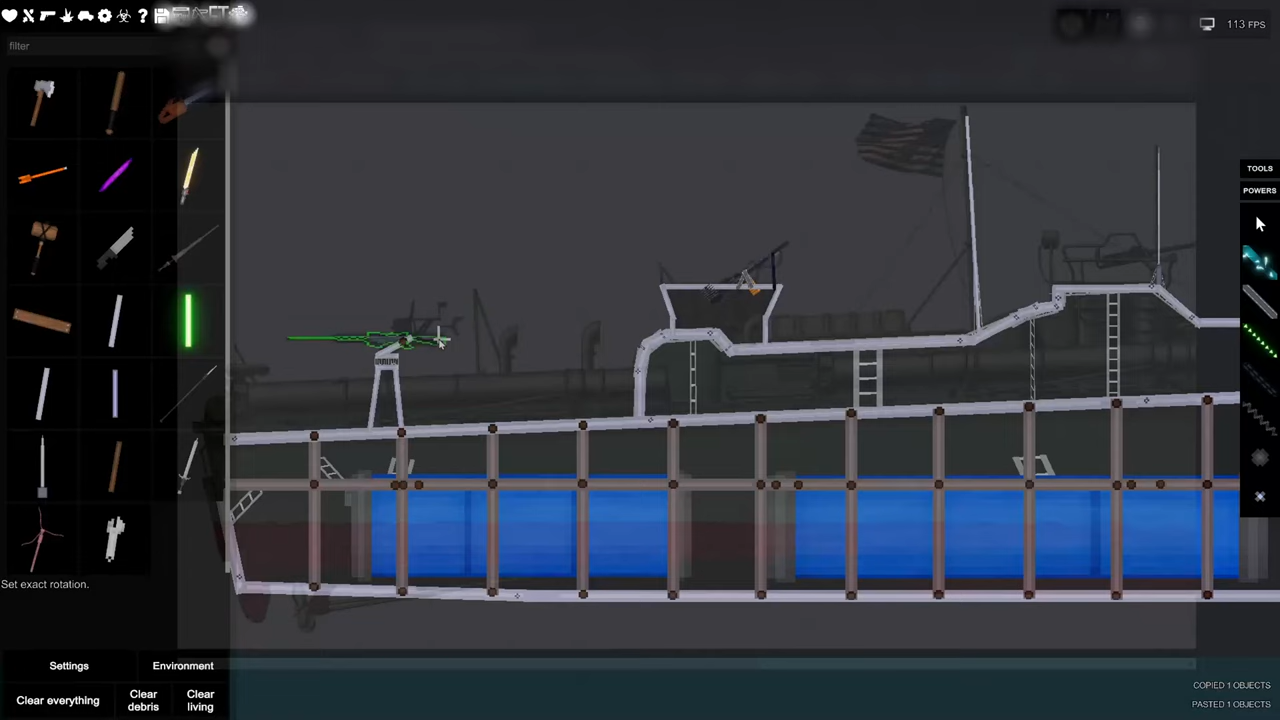 113 FPS
filter
TOOLS
POWERS
Set exact rotation.
Settings
Environment
Clear everything
Clear debris
Clear living
COPIED 1 OBJECTS
PASTED 1 OBJECTS